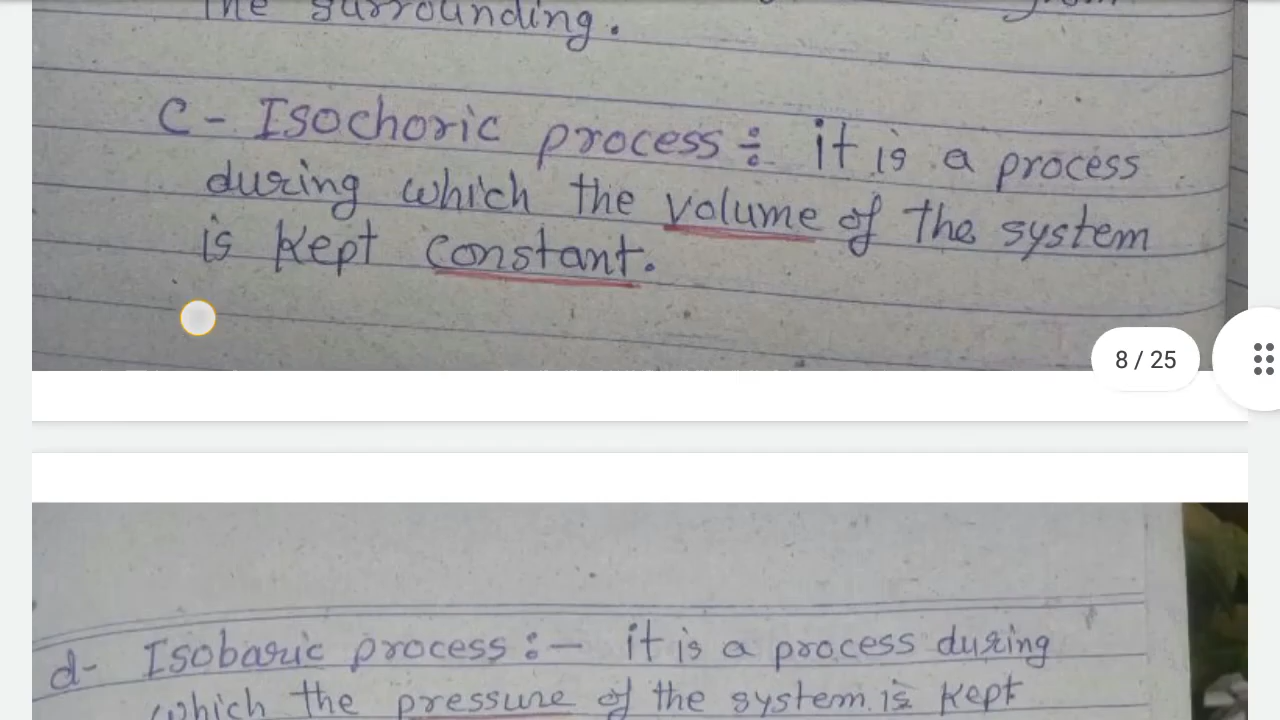 the surrounding.
C - Isochoric process ÷ it is a process
during which the volume of the system
is kept constant.
8 / 25
d- Isobaric process :- it is a process during
which the pressure of the system is kept